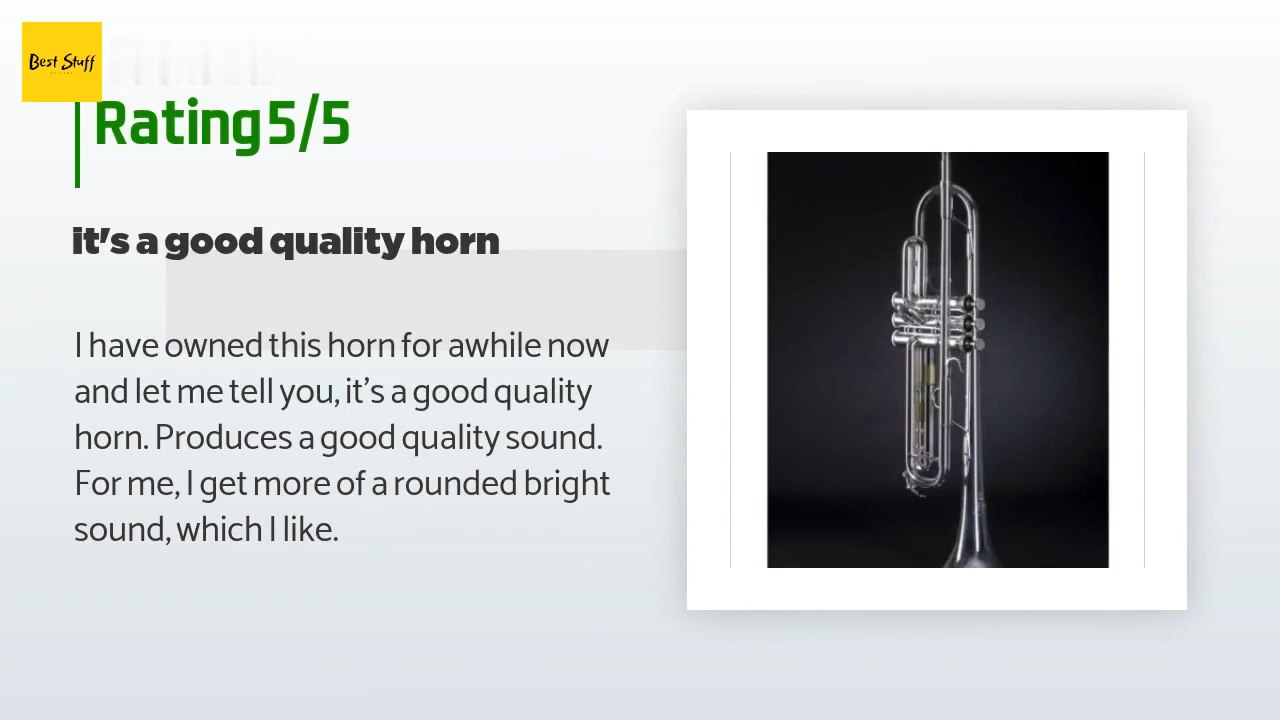 Best Stuff
Rating 5/5
it's a good quality horn
I have owned this horn for awhile now
and let me tell you, it's a good quality
horn. Produces a good quality sound.
For me, I get more of a rounded bright
sound, which I like.